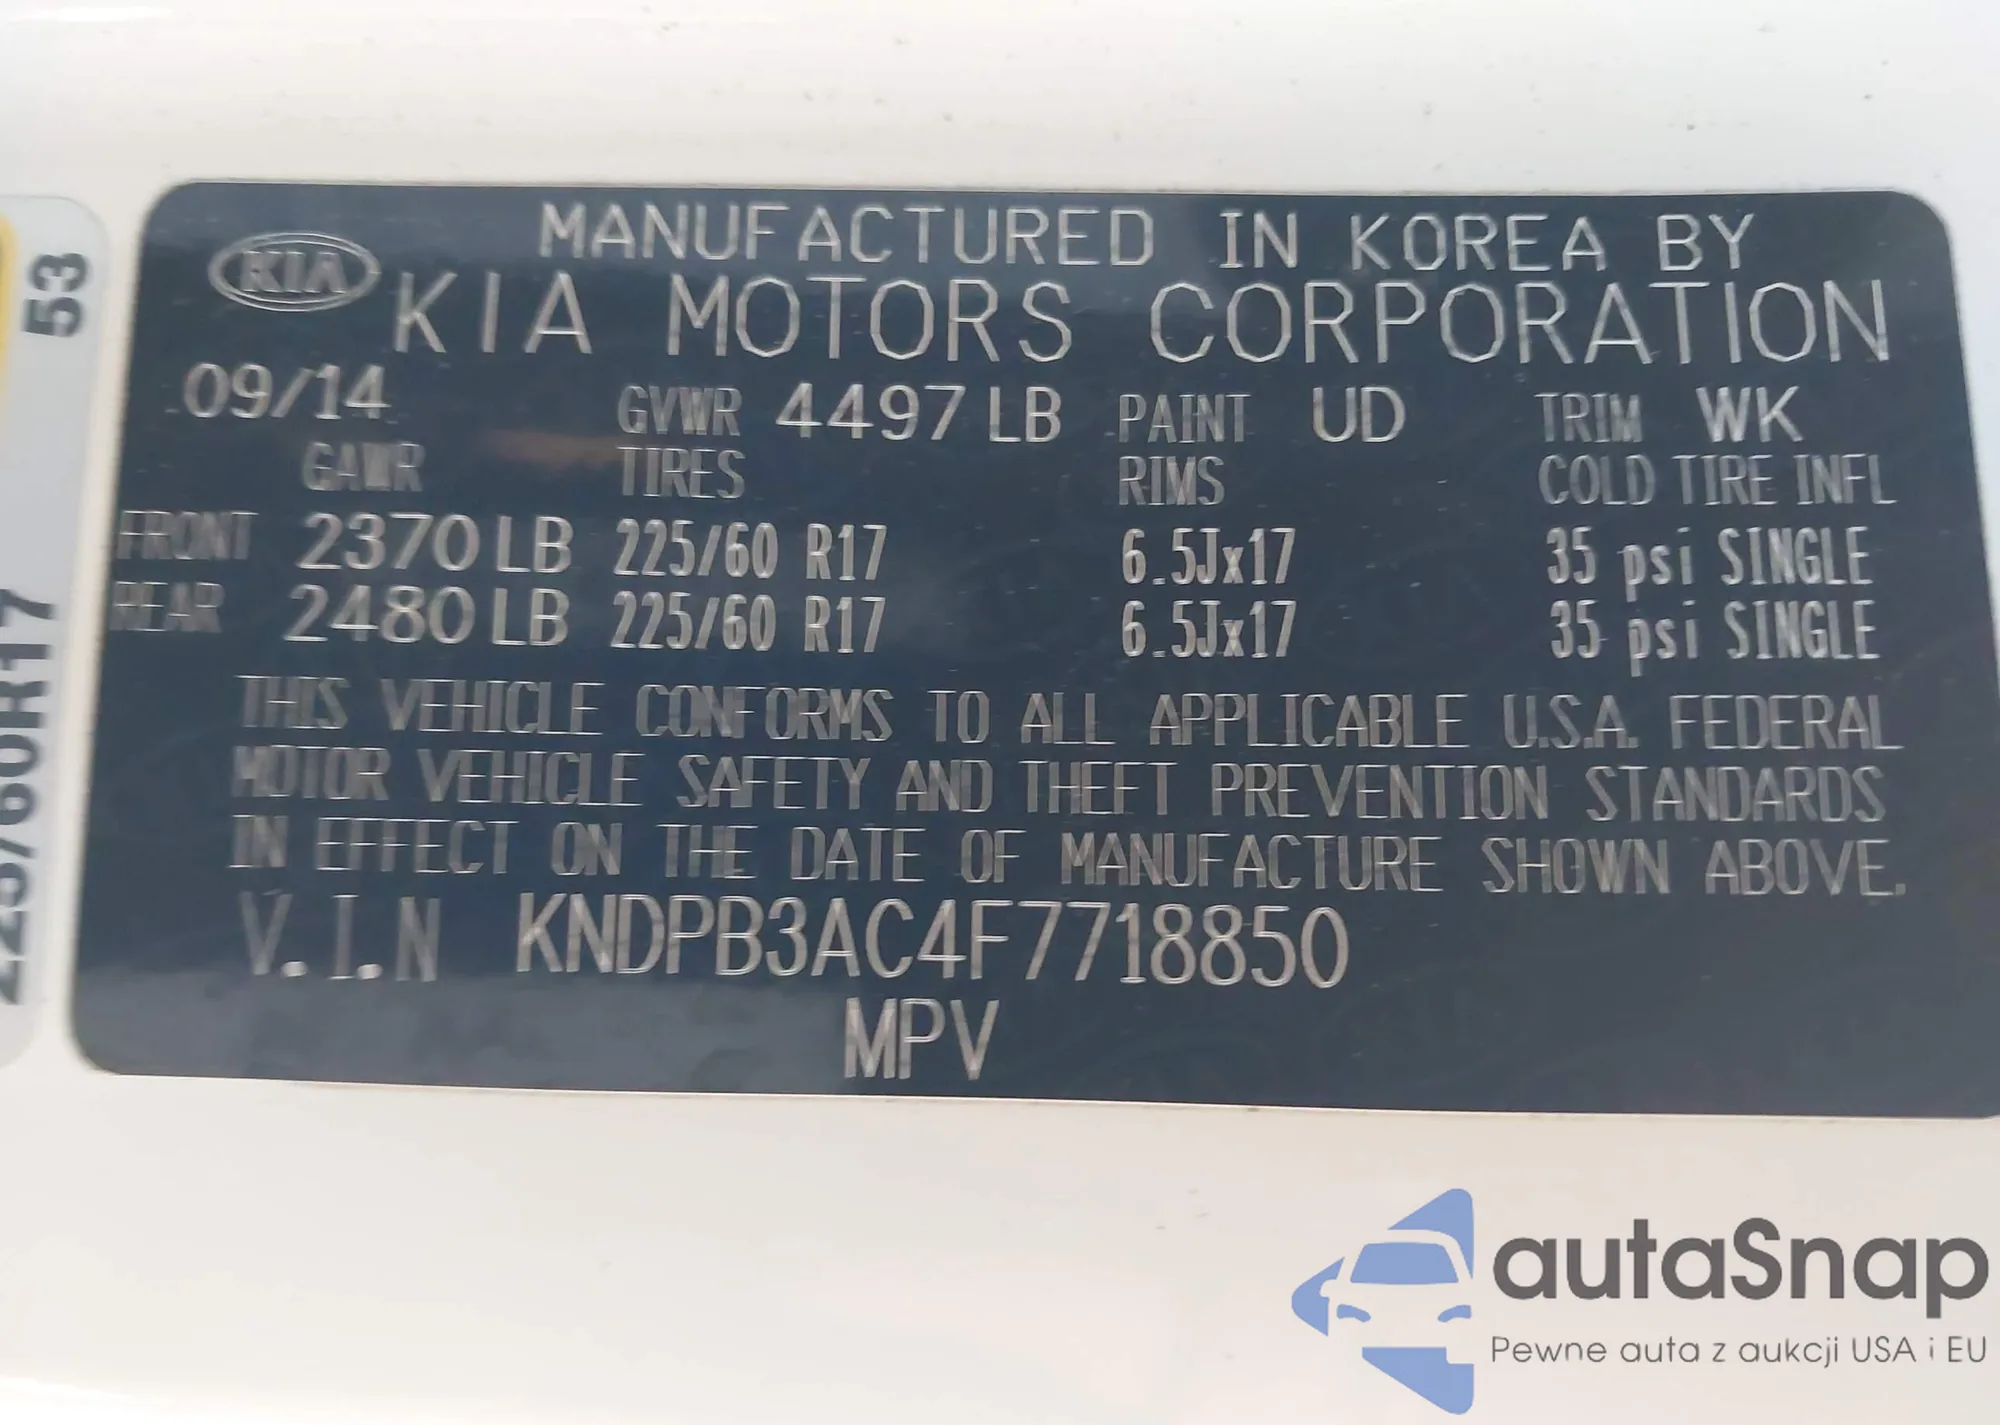 MANUFACTURED IN KOREA BY
KIA KIA MOTORS CORPORATION
09/14 GVWR 4497 LB PAINT UD TRIM WK
GAWR TIRES RIMS COLD TIRE INFL
FRONT 2370 LB 225/60 R17 6.5Jx17 35 psi SINGLE
REAR 2480 LB 225/60 R17 6.5Jx17 35 psi SINGLE
THIS VEHICLE CONFORMS TO ALL APPLICABLE U.S.A. FEDERAL
MOTOR VEHICLE SAFETY AND THEFT PREVENTION STANDARDS
IN EFFECT ON THE DATE OF MANUFACTURE SHOWN ABOVE.
V.I.N KNDPB3AC4F7718850
MPV
53
225/60R17
autaSnap
Pewne auta z aukcji USA i EU